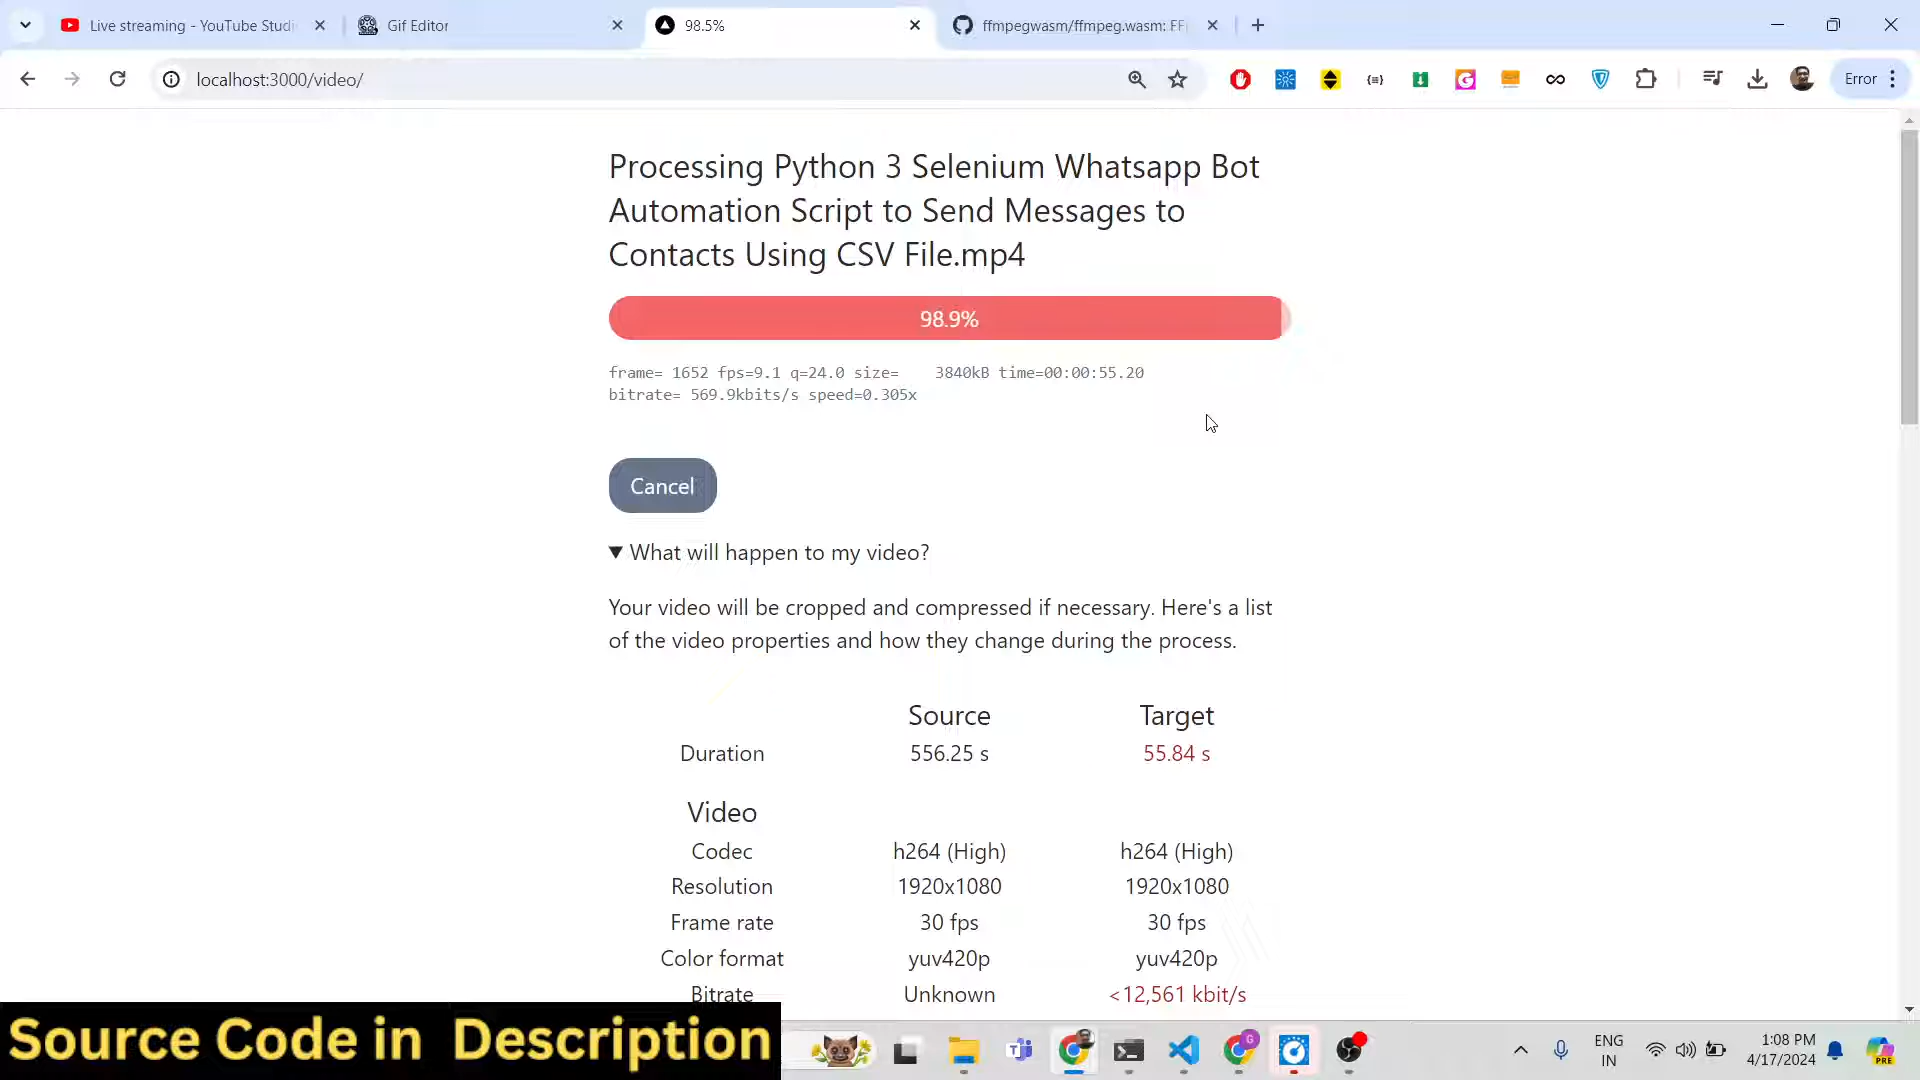 Live streaming - YouTube Studi
Gif Editor
98.5%
ffmpegwasm/ffmpeg.wasm: FF
localhost:3000/video/
Error
Processing Python 3 Selenium Whatsapp Bot
Automation Script to Send Messages to
Contacts Using CSV File.mp4
98.9%
frame= 1652 fps=9.1 q=24.0 size=    3840kB time=00:00:55.20
bitrate= 569.9kbits/s speed=0.305x
Cancel
▼ What will happen to my video?
Your video will be cropped and compressed if necessary. Here's a list
of the video properties and how they change during the process.
Source Target
Duration 556.25 s 55.84 s
Video
Codec h264 (High) h264 (High)
Resolution 1920x1080 1920x1080
Frame rate 30 fps 30 fps
Color format yuv420p yuv420p
Bitrate Unknown <12,561 kbit/s
Source Code in Description
ENG
IN
1:08 PM
4/17/2024
PRE